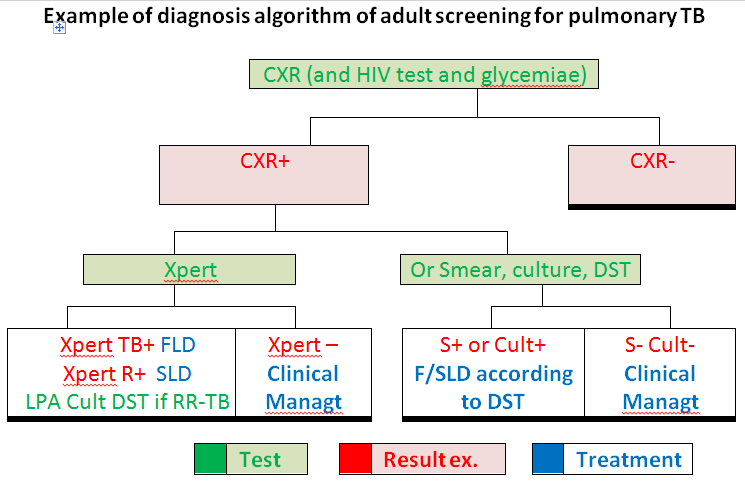 Example of diagnosis algorithm of adult screening for pulmonary TB
CXR (and HIV test and glycemiae)
CXR+
CXR-
Xpert
Or Smear, culture, DST
Xpert TB+ FLD
Xpert R+ SLD
LPA Cult DST if RR-TB
Xpert –
Clinical
Managt
S+ or Cult+
F/SLD according
to DST
S- Cult-
Clinical
Managt
Test
Result ex.
Treatment